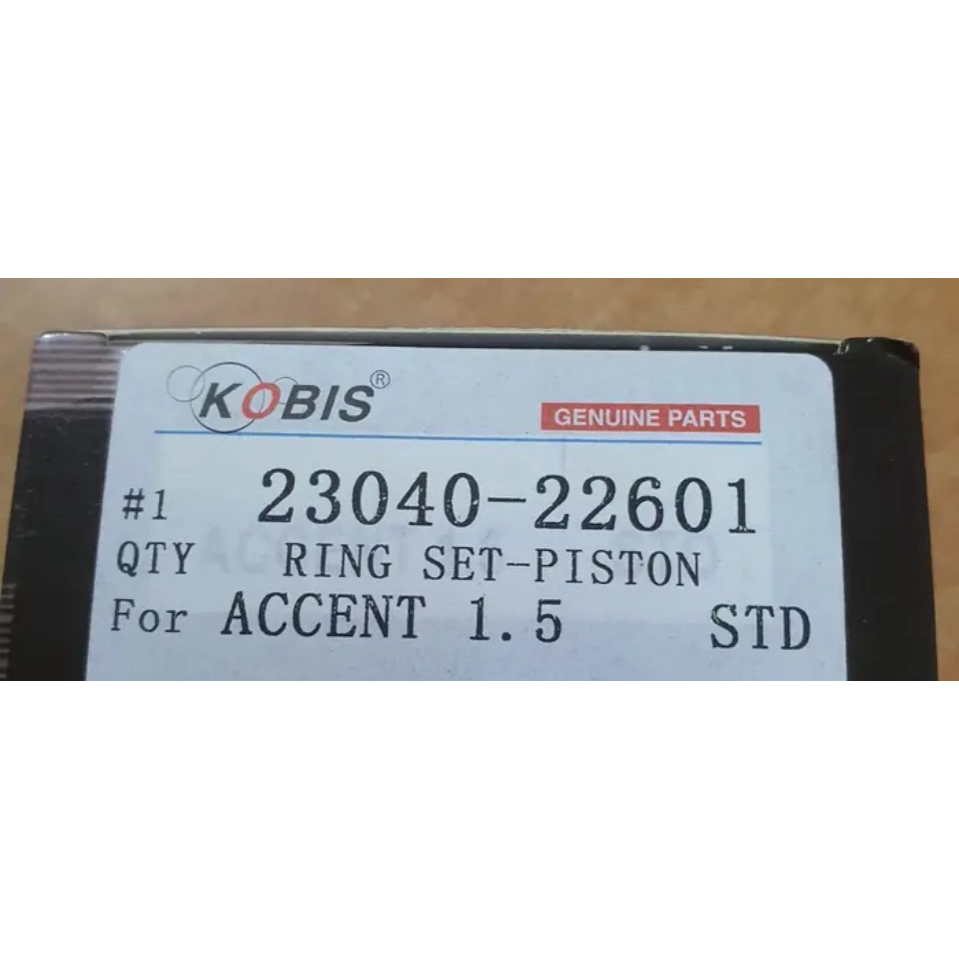 KOBIS®
GENUINE PARTS
#1 23040-22601
QTY RING SET-PISTON
For ACCENT 1.5 STD